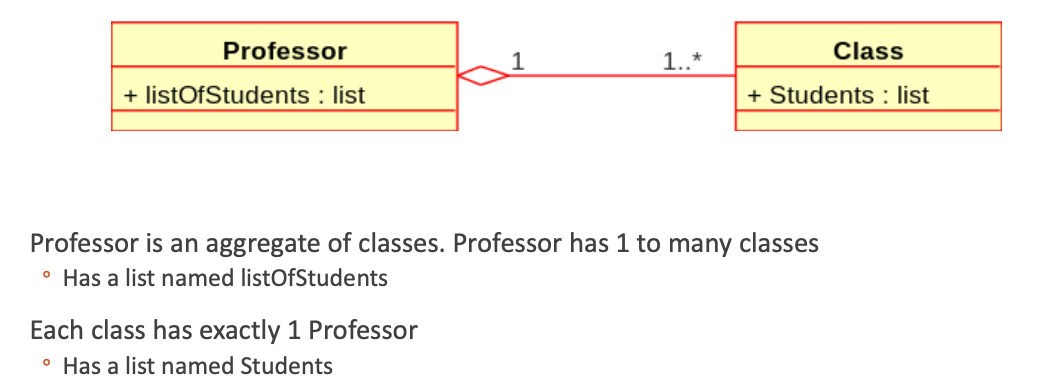 Professor
1
1..*
Class
+ listOfStudents : list
+ Students : list
Professor is an aggregate of classes. Professor has 1 to many classes
° Has a list named listOfStudents
Each class has exactly 1 Professor
° Has a list named Students